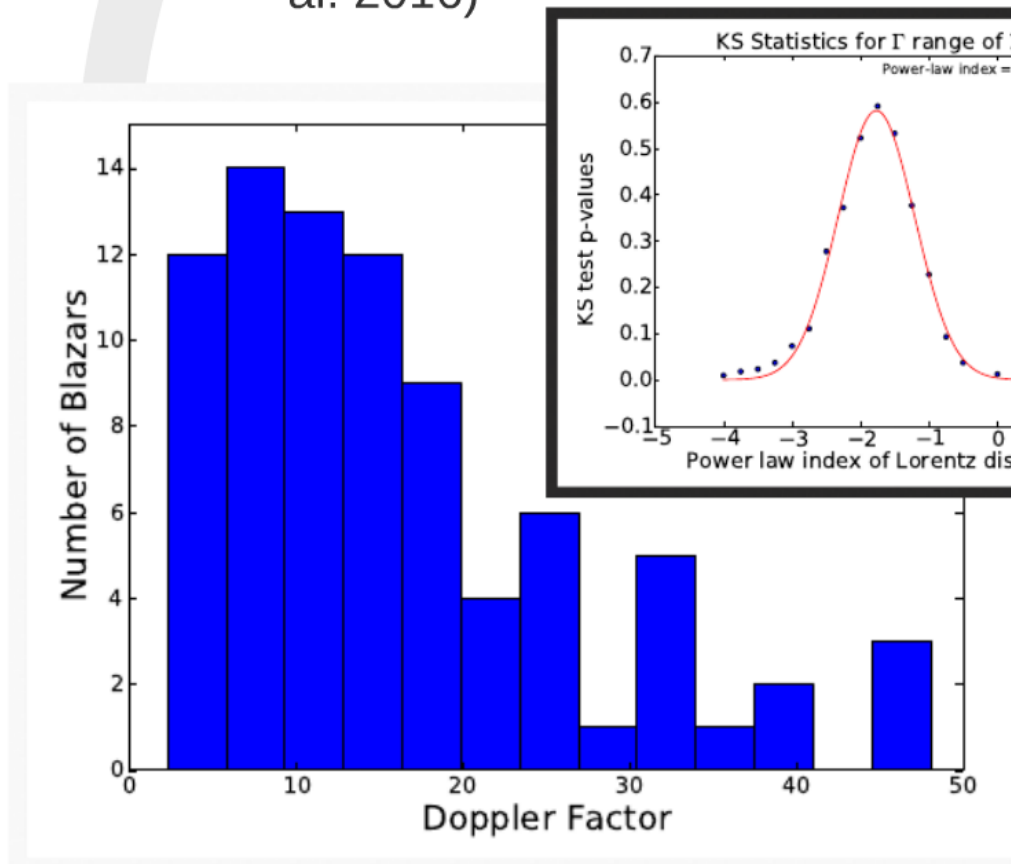 al. 2016)
KS Statistics for Γ range of
Power-law index =
0.7
0.6
0.5
0.4
0.3
0.2
0.1
0.0
−0.1
KS test p-values
−5 −4 −3 −2 −1 0
Power law index of Lorentz dis
14
12
10
8
6
4
2
0
Number of Blazars
0 10 20 30 40 50
Doppler Factor